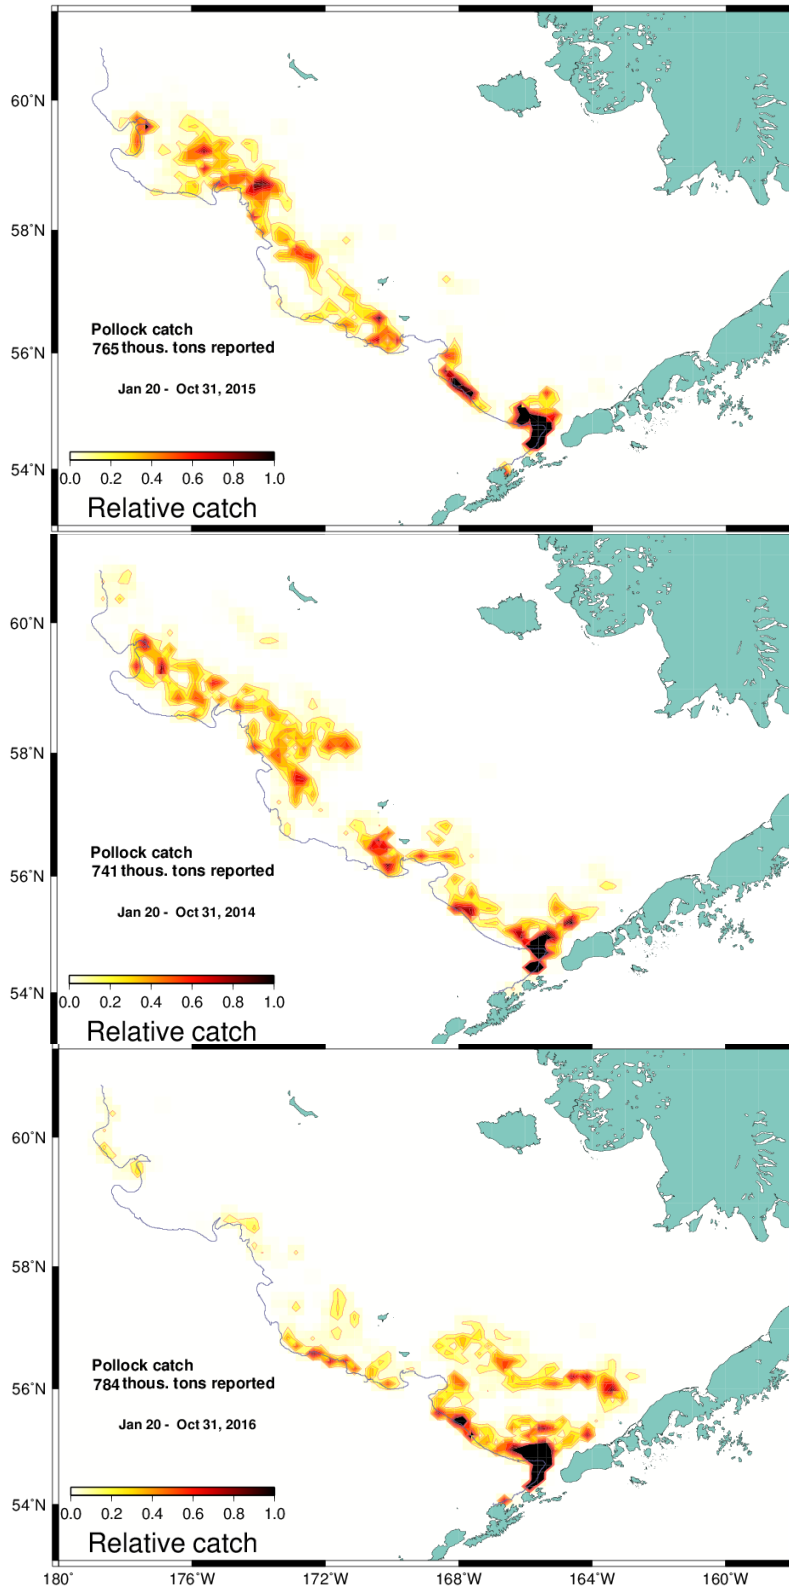 60°N
58°N
56°N
54°N
Pollock catch
765 thous. tons reported
Jan 20 - Oct 31, 2015
0.0 0.2 0.4 0.6 0.8 1.0
Relative catch
60°N
58°N
56°N
54°N
Pollock catch
741 thous. tons reported
Jan 20 - Oct 31, 2014
0.0 0.2 0.4 0.6 0.8 1.0
Relative catch
60°N
58°N
56°N
54°N
Pollock catch
784 thous. tons reported
Jan 20 - Oct 31, 2016
0.0 0.2 0.4 0.6 0.8 1.0
Relative catch
180° 176°W 172°W 168°W 164°W 160°W